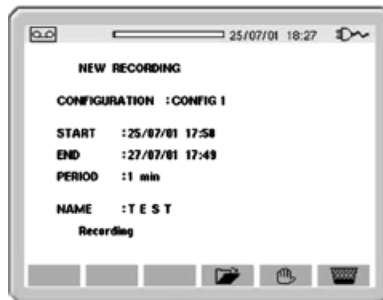 25/07/01 18:27
NEW RECORDING
CONFIGURATION :CONFIG 1
START :25/07/01 17:58
END :27/07/01 17:49
PERIOD :1 min
NAME :T E S T
Recording